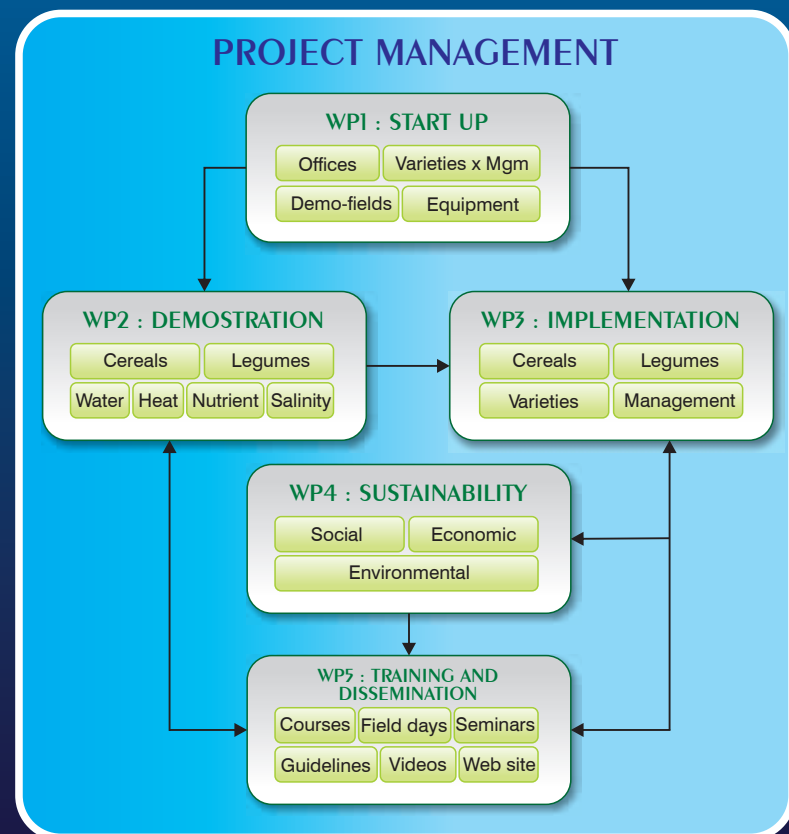 PROJECT MANAGEMENT
WP1 : START UP
Offices
Varieties x Mgm
Demo-fields
Equipment
WP2 : DEMOSTRATION
Cereals
Legumes
Water
Heat
Nutrient
Salinity
WP3 : IMPLEMENTATION
Cereals
Legumes
Varieties
Management
WP4 : SUSTAINABILITY
Social
Economic
Environmental
WP5 : TRAINING AND
DISSEMINATION
Courses
Field days
Seminars
Guidelines
Videos
Web site